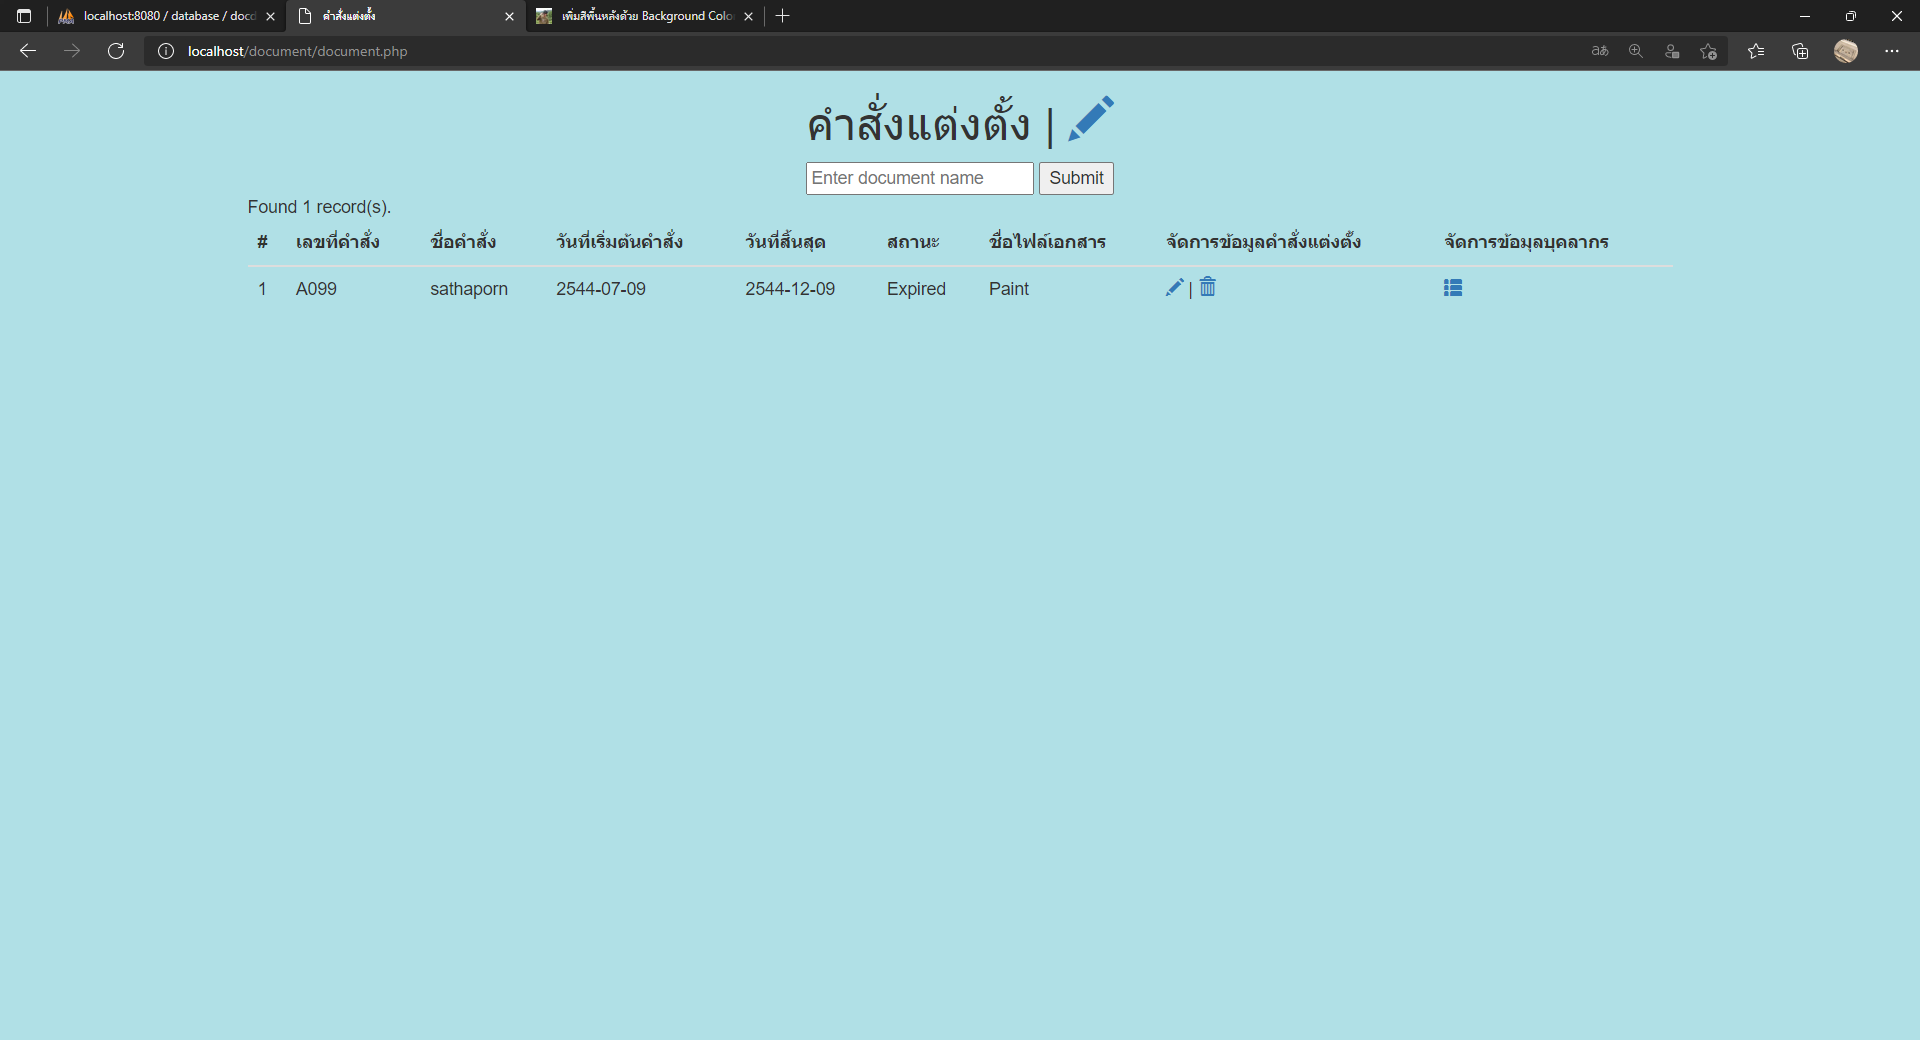 localhost:8080 / database / docd
คำสั่งแต่งตั้ง
เพิ่มสีพื้นหลังด้วย Background Color
localhost/document/document.php
คำสั่งแต่งตั้ง |
Enter document name Submit
Found 1 record(s).
# เลขที่คำสั่ง ชื่อคำสั่ง วันที่เริ่มต้นคำสั่ง วันที่สิ้นสุด สถานะ ชื่อไฟล์เอกสาร จัดการข้อมูลคำสั่งแต่งตั้ง จัดการข้อมุลบุคลากร
1 A099 sathaporn 2544-07-09 2544-12-09 Expired Paint |